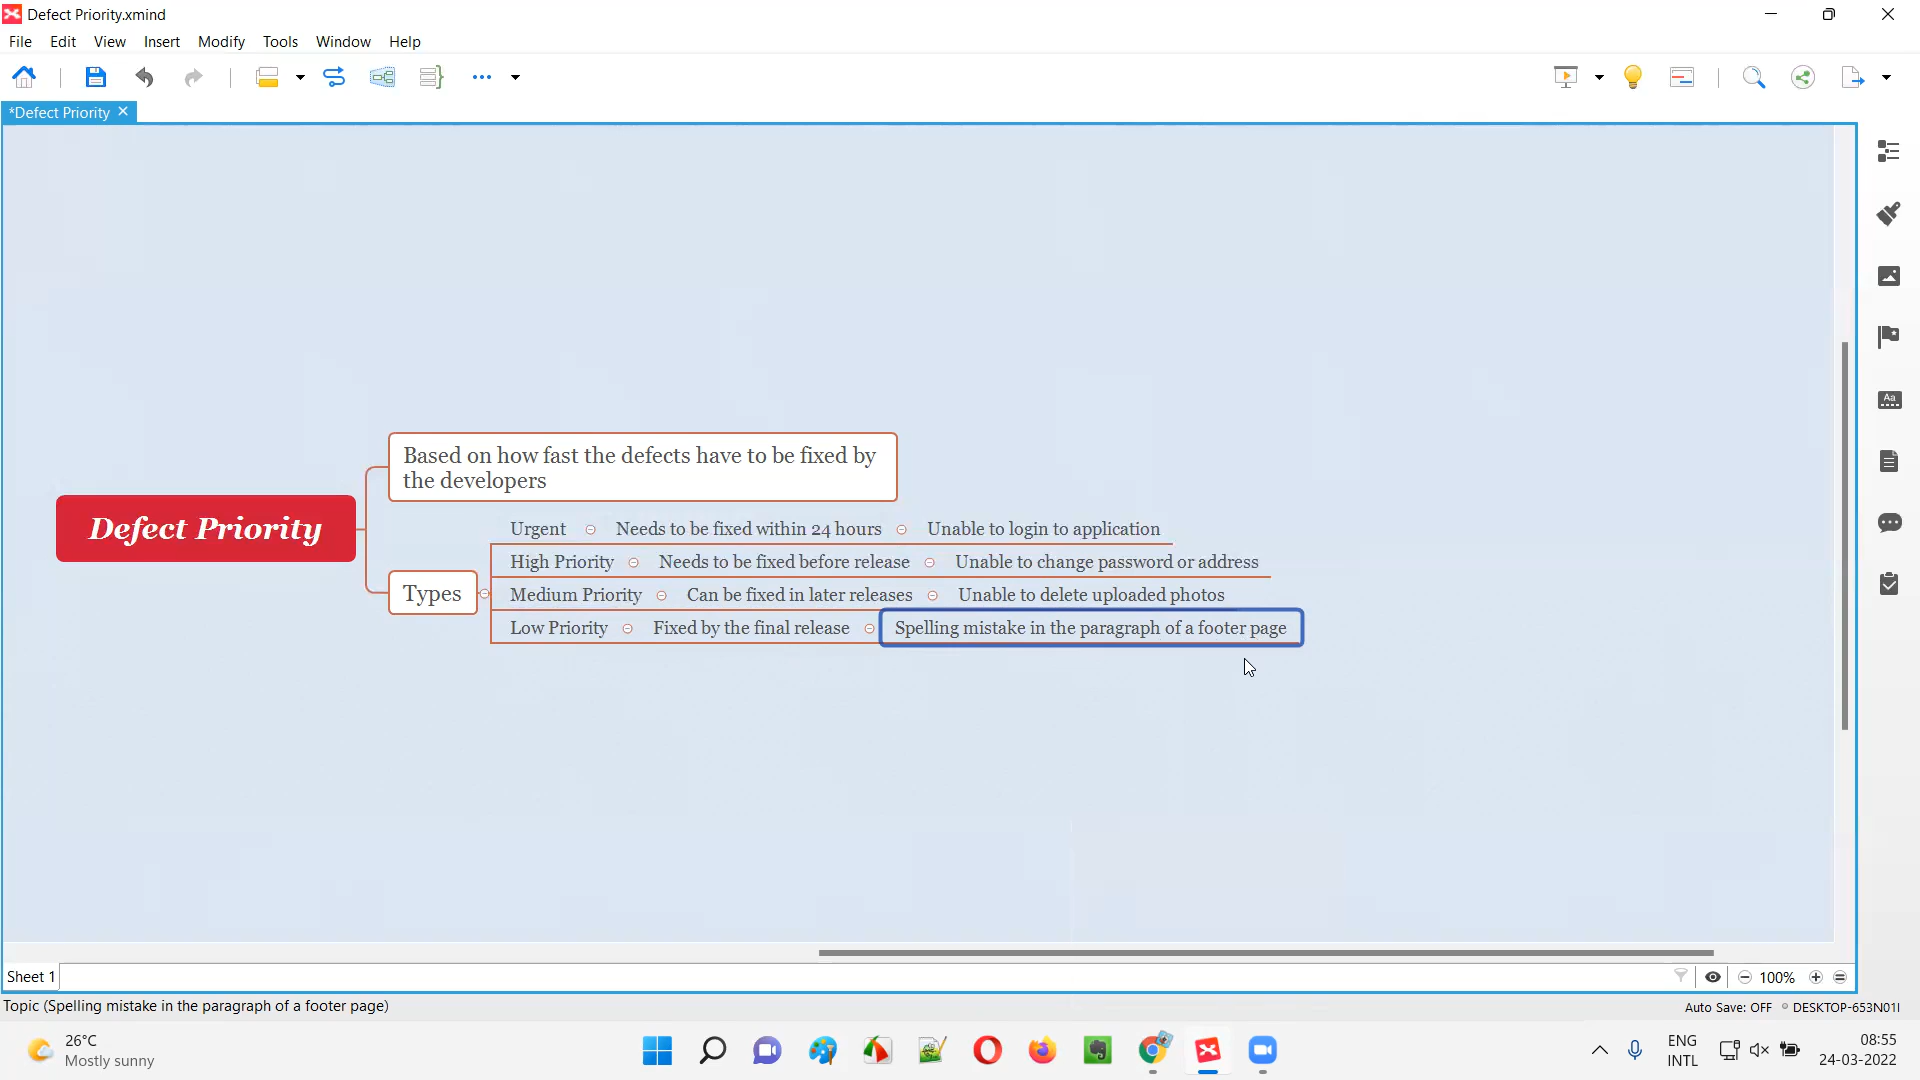 Defect Priority.xmind
File Edit View Insert Modify Tools Window Help
*Defect Priority
Based on how fast the defects have to be fixed by
the developers
Defect Priority
Types
Urgent Needs to be fixed within 24 hours Unable to login to application
High Priority Needs to be fixed before release Unable to change password or address
Medium Priority Can be fixed in later releases Unable to delete uploaded photos
Low Priority Fixed by the final release Spelling mistake in the paragraph of a footer page
Aa
Sheet 1
100%
Topic (Spelling mistake in the paragraph of a footer page)
Auto Save: OFF DESKTOP-653N01I
26°C
Mostly sunny
ENG
INTL
08:55
24-03-2022